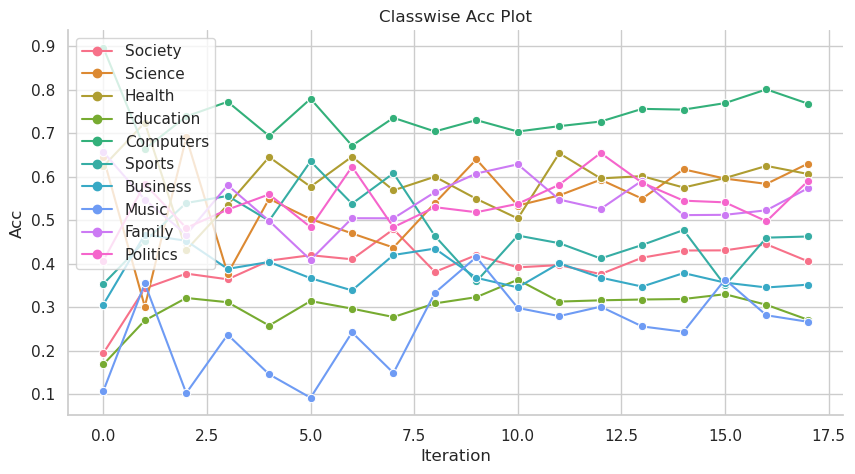 Classwise Acc Plot
0.9
0.8
0.7
0.6
0.5
0.4
0.3
0.2
0.1
Acc
Society
Science
Health
Education
Computers
Sports
Business
Music
Family
Politics
0.0 2.5 5.0 7.5 10.0 12.5 15.0 17.5
Iteration